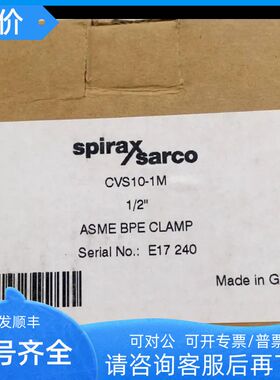 价
spirax
sarco
CVS10-1M
1/2"
ASME BPE CLAMP
Serial No.: E17 240
Made in G
发顺丰
号齐全
可对公 可开专票/普票
请咨询客服后再下